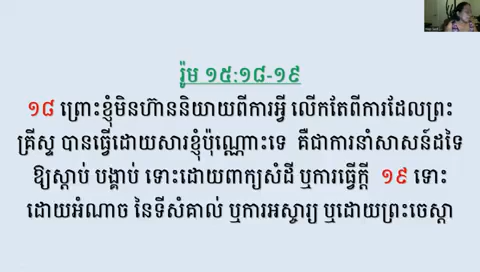 រ៉ូម ១៥:១៨-១៩
១៨ ព្រោះខ្ញុំមិនហ៊ាននិយាយពីការអ្វី លើកតែពីការដែលព្រះ
គ្រីស្ទ បានធ្វើដោយសារខ្ញុំប៉ុណ្ណោះទេ គឺជាការនាំសាសន៍ដទៃ
ឱ្យស្តាប់ បង្គាប់ ទោះដោយពាក្យសំដី ឬការធ្វើក្តី ១៩ ទោះ
ដោយអំណាច នៃទីសំគាល់ ឬការអស្ចារ្យ ឬដោយព្រះចេស្តា